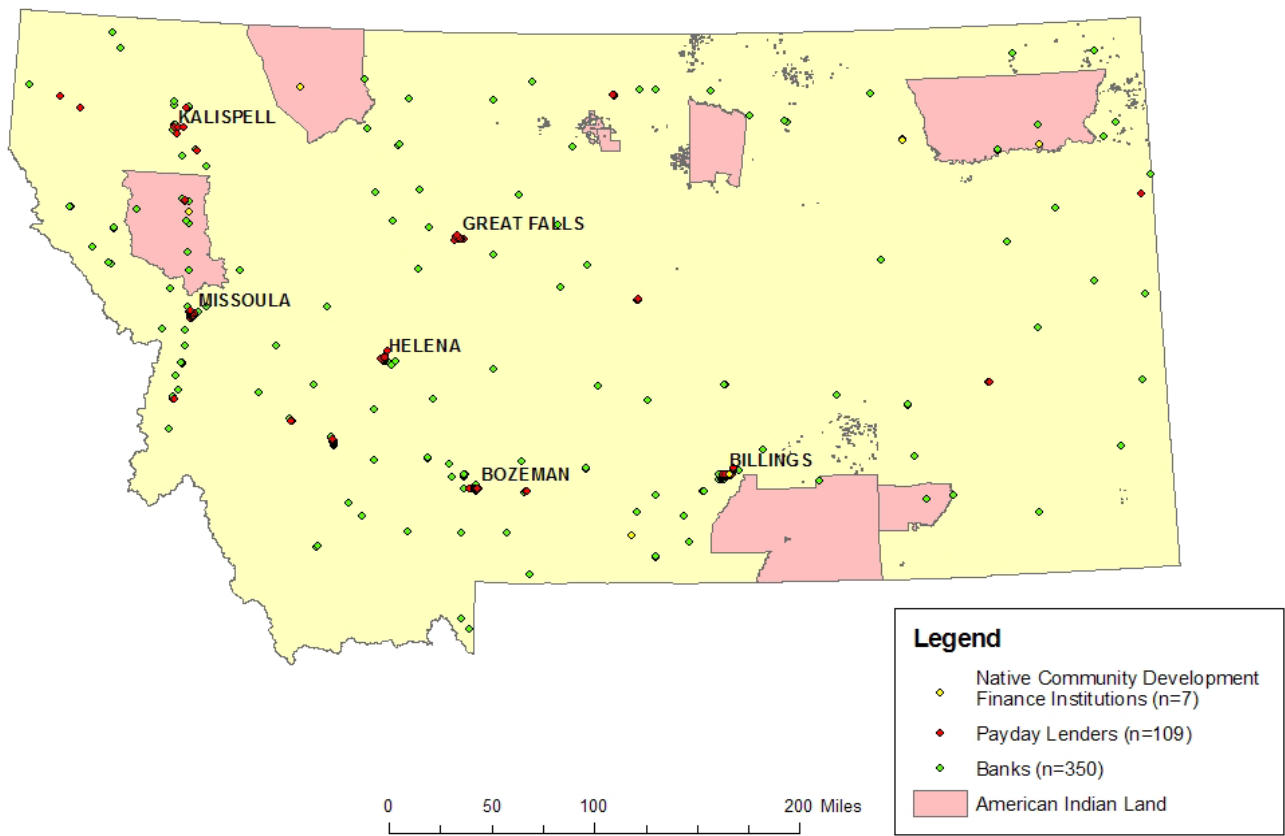 KALISPELL
GREAT FALLS
MISSOULA
HELENA
BOZEMAN
BILLINGS
Legend
Native Community Development
Finance Institutions (n=7)
Payday Lenders (n=109)
Banks (n=350)
American Indian Land
0 50 100 200 Miles